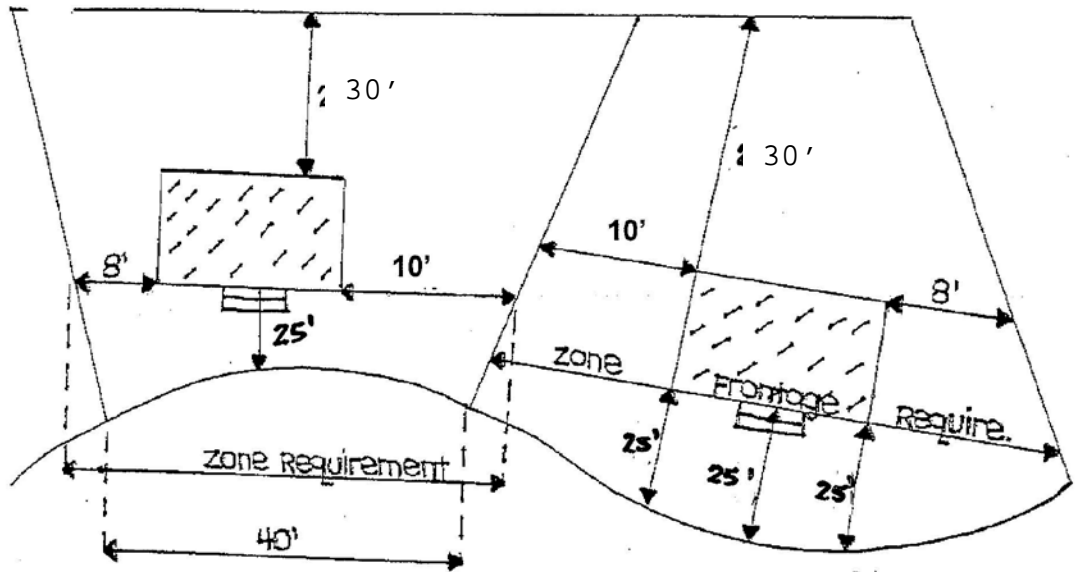 30'
30'
8'
10'
10'
8'
25'
Zone
Frontage
Require.
25'
25'
25'
Zone Requirement
40'